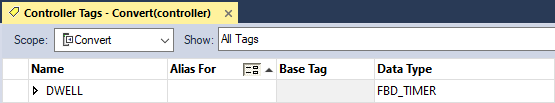 Controller Tags - Convert(controller) ×
Scope: Convert Show: All Tags
Name Alias For Base Tag Data Type
DWELL FBD_TIMER